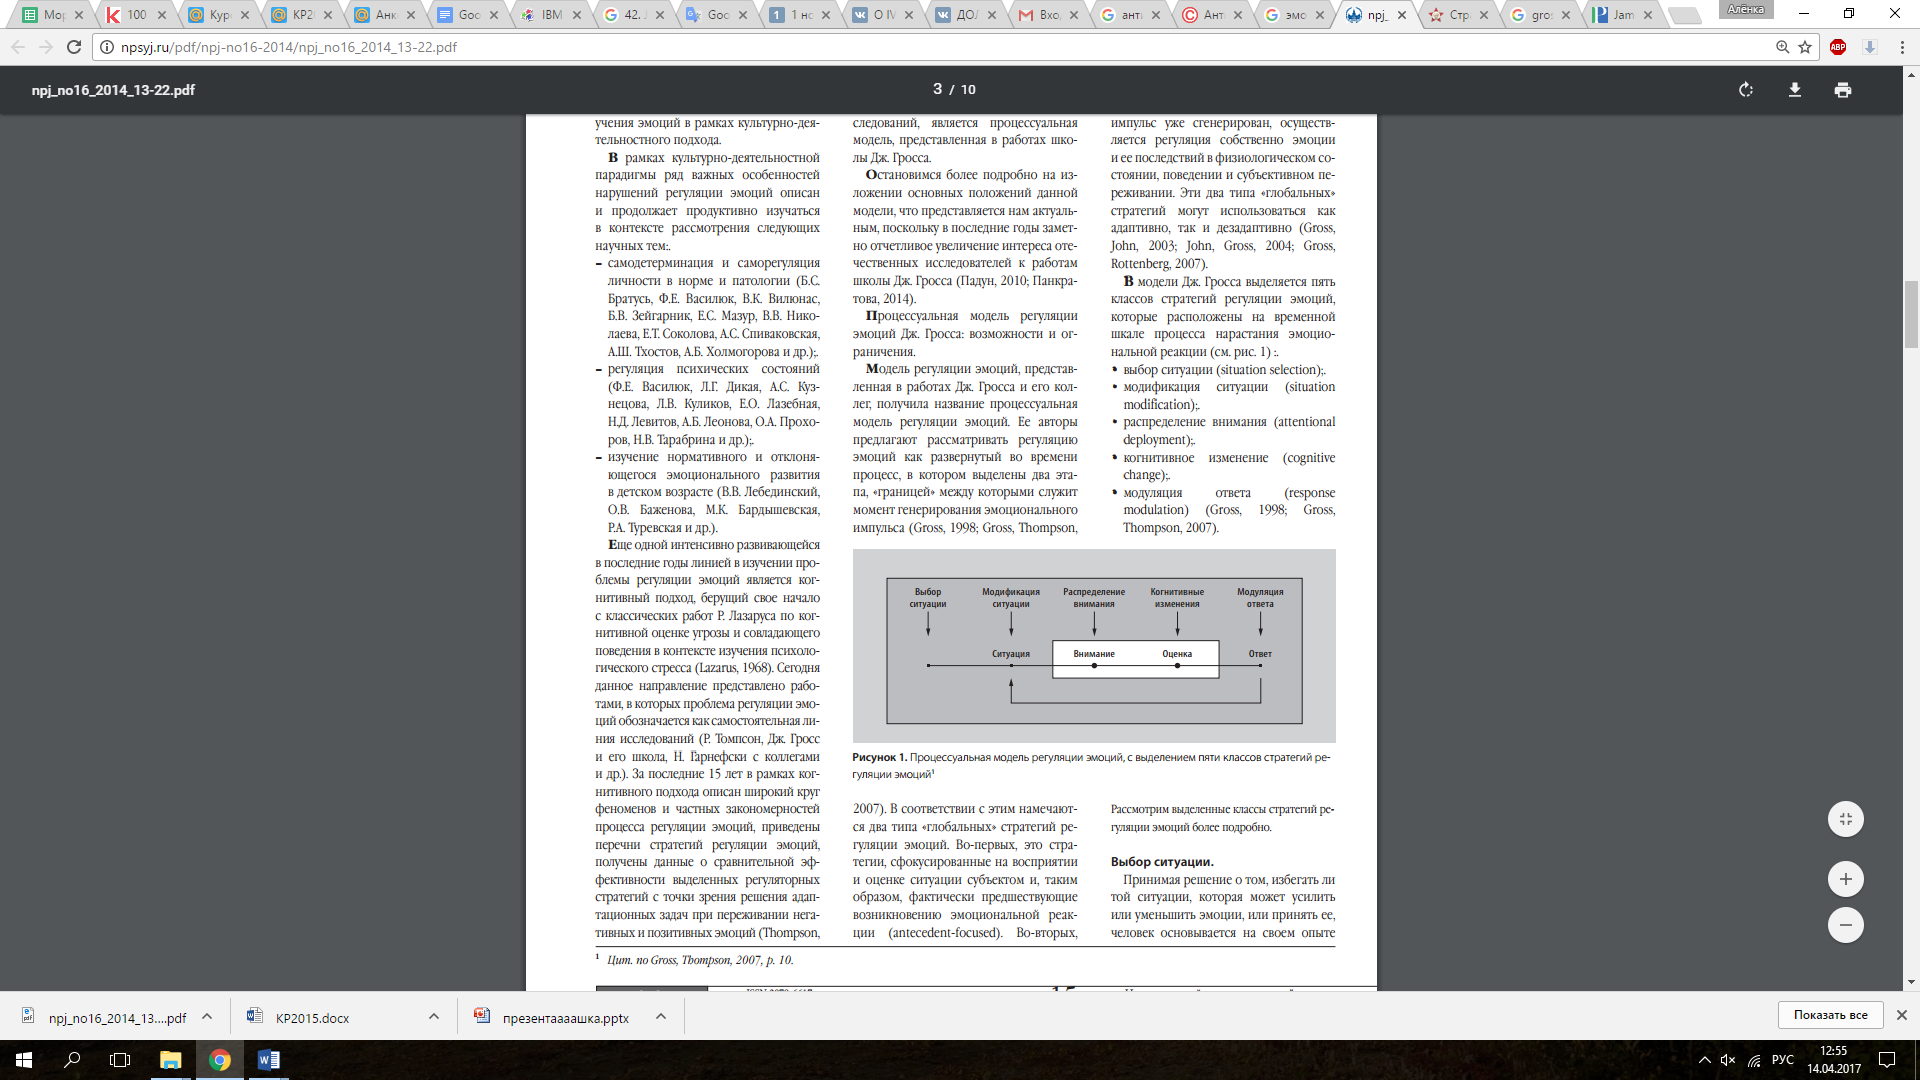 Мор
100
Кур
КР2
Анк
Goo
IBM
42. .
Goo
1 но
О IV
ДОЛ
Вхо
ант
Ант
эмо
npj_
Стр
gros
Jam
Алёнка
npsyj.ru/pdf/npj-no16-2014/npj_no16_2014_13-22.pdf
ABP
npj_no16_2014_13-22.pdf
3 / 10
учения эмоций в рамках культурно-дея-
тельностного подхода.
В рамках культурно-деятельностной
парадигмы ряд важных особенностей
нарушений регуляции эмоций описан
и продолжает продуктивно изучаться
в контексте рассмотрения следующих
научных тем:.
– самодетерминация и саморегуляция
личности в норме и патологии (Б.С.
Братусь, Ф.Е. Василюк, В.К. Вилюнас,
Б.В. Зейгарник, Е.С. Мазур, В.В. Нико-
лаева, Е.Т. Соколова, А.С. Спиваковская,
А.Ш. Тхостов, А.Б. Холмогорова и др.);.
– регуляция психических состояний
(Ф.Е. Василюк, Л.Г. Дикая, А.С. Куз-
нецова, Л.В. Куликов, Е.О. Лазебная,
Н.Д. Левитов, А.Б. Леонова, О.А. Прохо-
ров, Н.В. Тарабрина и др.);.
– изучение нормативного и отклоня-
ющегося эмоционального развития
в детском возрасте (В.В. Лебединский,
О.В. Баженова, М.К. Бардышевская,
Р.А. Туревская и др.).
Еще одной интенсивно развивающейся
в последние годы линией в изучении про-
блемы регуляции эмоций является ког-
нитивный подход, берущий свое начало
с классических работ Р. Лазаруса по ког-
нитивной оценке угрозы и совладающего
поведения в контексте изучения психоло-
гического стресса (Lazarus, 1968). Сегодня
данное направление представлено рабо-
тами, в которых проблема регуляции эмо-
ций обозначается как самостоятельная ли-
ния исследований (Р. Томпсон, Дж. Гросс
и его школа, Н. Гарнефски с коллегами
и др.). За последние 15 лет в рамках ког-
нитивного подхода описан широкий круг
феноменов и частных закономерностей
процесса регуляции эмоций, приведены
перечни стратегий регуляции эмоций,
получены данные о сравнительной эф-
фективности выделенных регуляторных
стратегий с точки зрения решения адап-
тационных задач при переживании нега-
тивных и позитивных эмоций (Thompson,
следований, является процессуальная
модель, представленная в работах шко-
лы Дж. Гросса.
Остановимся более подробно на из-
ложении основных положений данной
модели, что представляется нам актуаль-
ным, поскольку в последние годы замет-
но отчетливое увеличение интереса оте-
чественных исследователей к работам
школы Дж. Гросса (Падун, 2010; Панкра-
това, 2014).
Процессуальная модель регуляции
эмоций Дж. Гросса: возможности и ог-
раничения.
Модель регуляции эмоций, представ-
ленная в работах Дж. Гросса и его кол-
лег, получила название процессуальная
модель регуляции эмоций. Ее авторы
предлагают рассматривать регуляцию
эмоций как развернутый во времени
процесс, в котором выделены два эта-
па, «границей» между которыми служит
момент генерирования эмоционального
импульса (Gross, 1998; Gross, Thompson,
импульс уже сгенерирован, осуществ-
ляется регуляция собственно эмоции
и ее последствий в физиологическом со-
стоянии, поведении и субъективном пе-
реживании. Эти два типа «глобальных»
стратегий могут использоваться как
адаптивно, так и дезадаптивно (Gross,
John, 2003; John, Gross, 2004; Gross,
Rottenberg, 2007).
В модели Дж. Гросса выделяется пять
классов стратегий регуляции эмоций,
которые расположены на временной
шкале процесса нарастания эмоцио-
нальной реакции (см. рис. 1) :.
• выбор ситуации (situation selection);.
• модификация ситуации (situation
modification);.
• распределение внимания (attentional
deployment);.
• когнитивное изменение (cognitive
change);.
• модуляция ответа (response
modulation) (Gross, 1998; Gross,
Thompson, 2007).
Выбор ситуации
Модификация ситуации
Распределение внимания
Когнитивные изменения
Модуляция ответа
Ситуация
Внимание
Оценка
Ответ
Рисунок 1. Процессуальная модель регуляции эмоций, с выделением пяти классов стратегий ре-
гуляции эмоций¹
2007). В соответствии с этим намечают-
ся два типа «глобальных» стратегий ре-
гуляции эмоций. Во-первых, это стра-
тегии, сфокусированные на восприятии
и оценке ситуации субъектом и, таким
образом, фактически предшествующие
возникновению эмоциональной реак-
ции (antecedent-focused). Во-вторых,
Рассмотрим выделенные классы стратегий ре-
гуляции эмоций более подробно.
Выбор ситуации.
Принимая решение о том, избегать ли
той ситуации, которая может усилить
или уменьшить эмоции, или принять ее,
человек основывается на своем опыте
¹ Цит. по Gross, Thompson, 2007, p. 10.
npj_no16_2014_13....pdf
КР2015.docx
презентаааашка.pptx
Показать все
РУС
12:55
14.04.2017